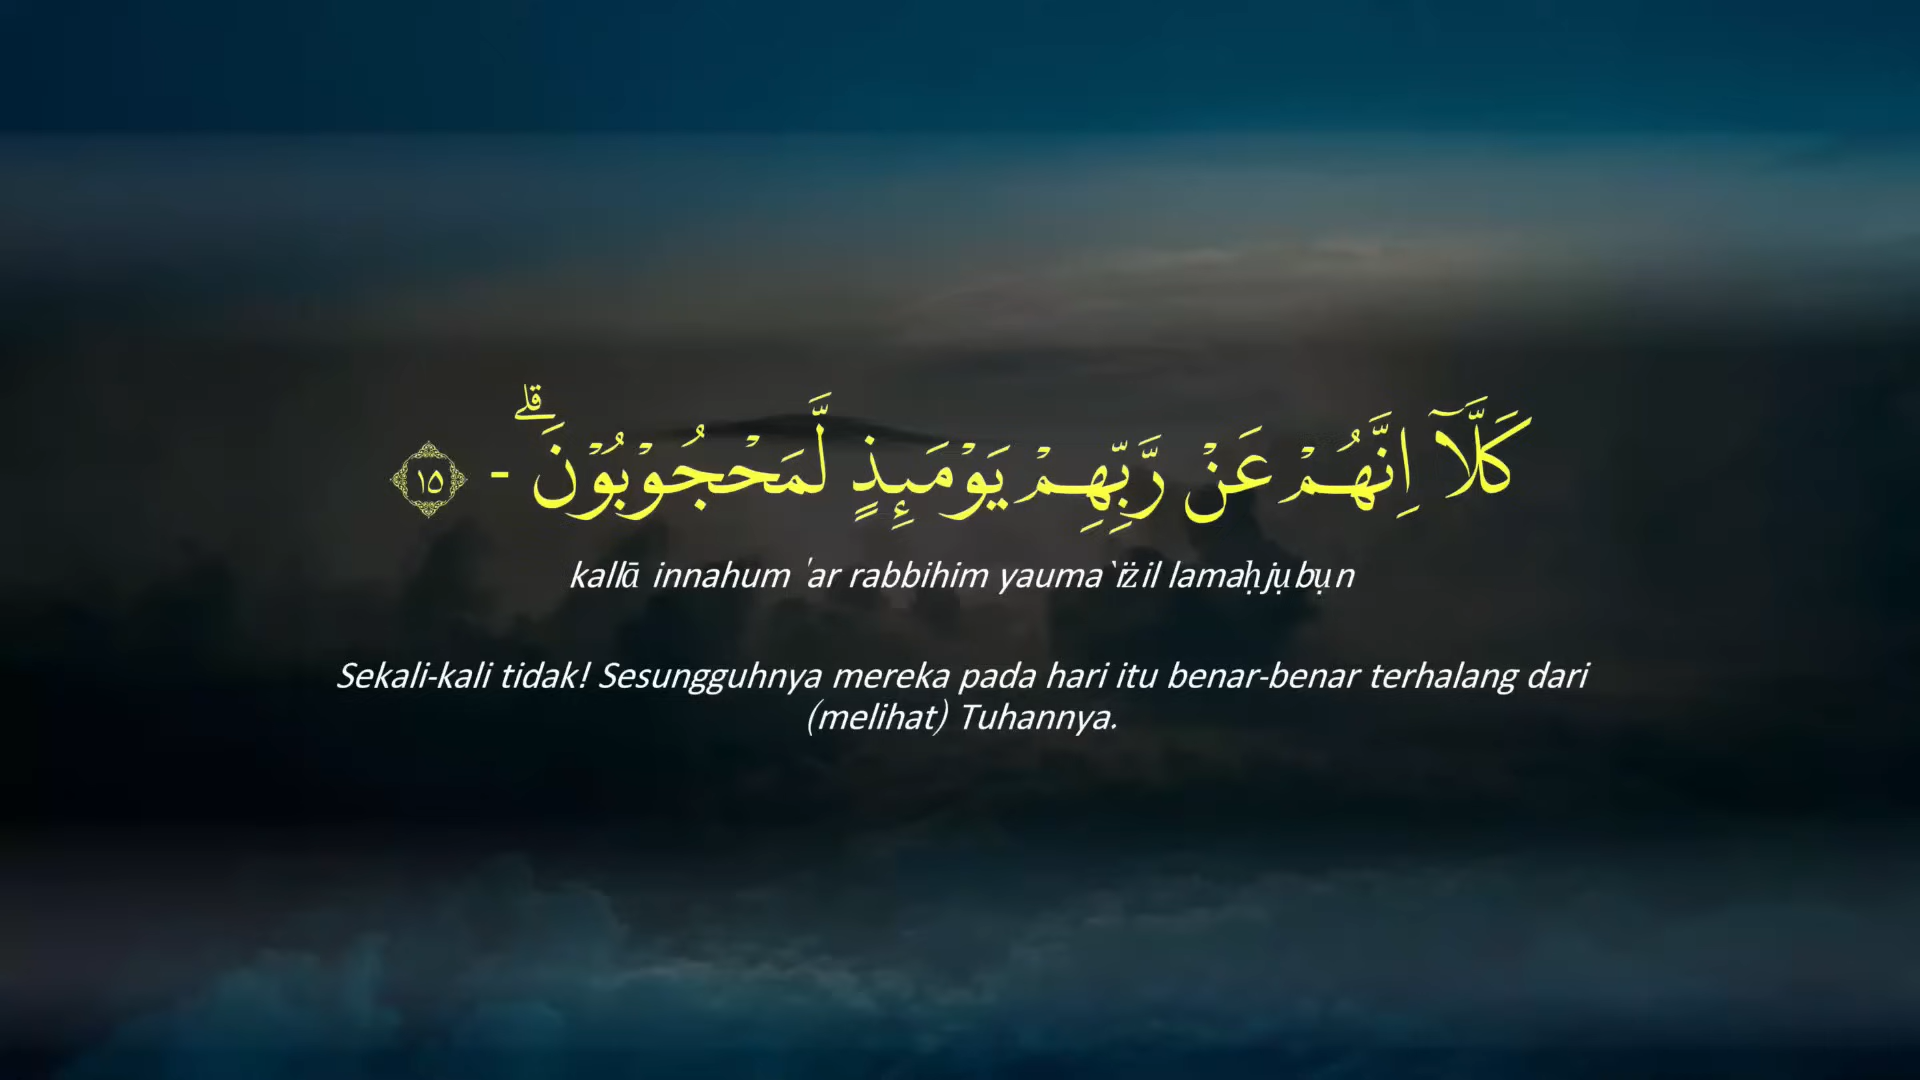 كَلَّآ اِنَّهُمْ عَنْ رَّبِّهِمْ يَوْمَىِٕذٍ لَّمَحْجُوْبُوْنَۗ - ١٥
kallā innahum 'ar rabbihim yauma`iżil lamaḥjụbụn
Sekali-kali tidak! Sesungguhnya mereka pada hari itu benar-benar terhalang dari
(melihat) Tuhannya.